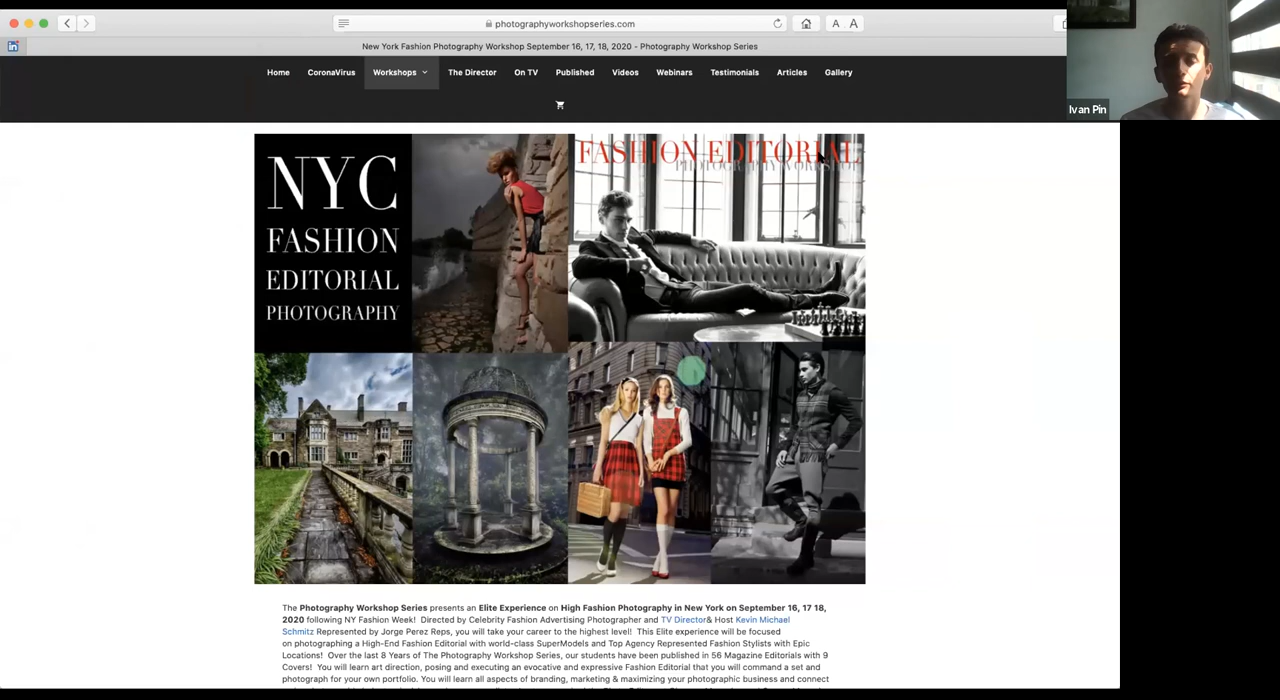 photographyworkshopseries.com
A A
in
New York Fashion Photography Workshop September 16, 17, 18, 2020 - Photography Workshop Series
Home CoronaVirus Workshops The Director On TV Published Videos Webinars Testimonials Articles Gallery
Ivan Pin
NYC
FASHION
EDITORIAL
PHOTOGRAPHY
FASHION EDITORIAL
PHOTOGRAPHY WORKSHOP
The Photography Workshop Series presents an Elite Experience on High Fashion Photography in New York on September 16, 17 18,
2020 following NY Fashion Week! Directed by Celebrity Fashion Advertising Photographer and TV Director& Host Kevin Michael
Schmitz Represented by Jorge Perez Reps, you will take your career to the highest level! This Elite experience will be focused
on photographing a High-End Fashion Editorial with world-class SuperModels and Top Agency Represented Fashion Stylists with Epic
Locations! Over the last 8 Years of The Photography Workshop Series, our students have been published in 56 Magazine Editorials with 9
Covers! You will learn art direction, posing and executing an evocative and expressive Fashion Editorial that you will command a set and
photograph for your own portfolio. You will learn all aspects of branding, marketing & maximizing your photographic business and connect